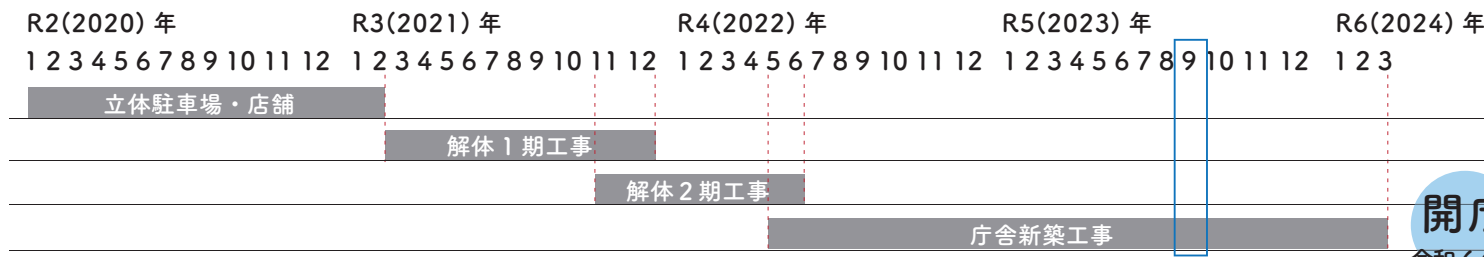 R2(2020) 年 R3(2021) 年 R4(2022) 年 R5(2023) 年 R6(2024) 年
1 2 3 4 5 6 7 8 9 10 11 12 1 2 3 4 5 6 7 8 9 10 11 12 1 2 3 4 5 6 7 8 9 10 11 12 1 2 3 4 5 6 7 8 9 10 11 12 1 2 3
立体駐車場・店舗
解体 1 期工事
解体 2 期工事
庁舎新築工事
開